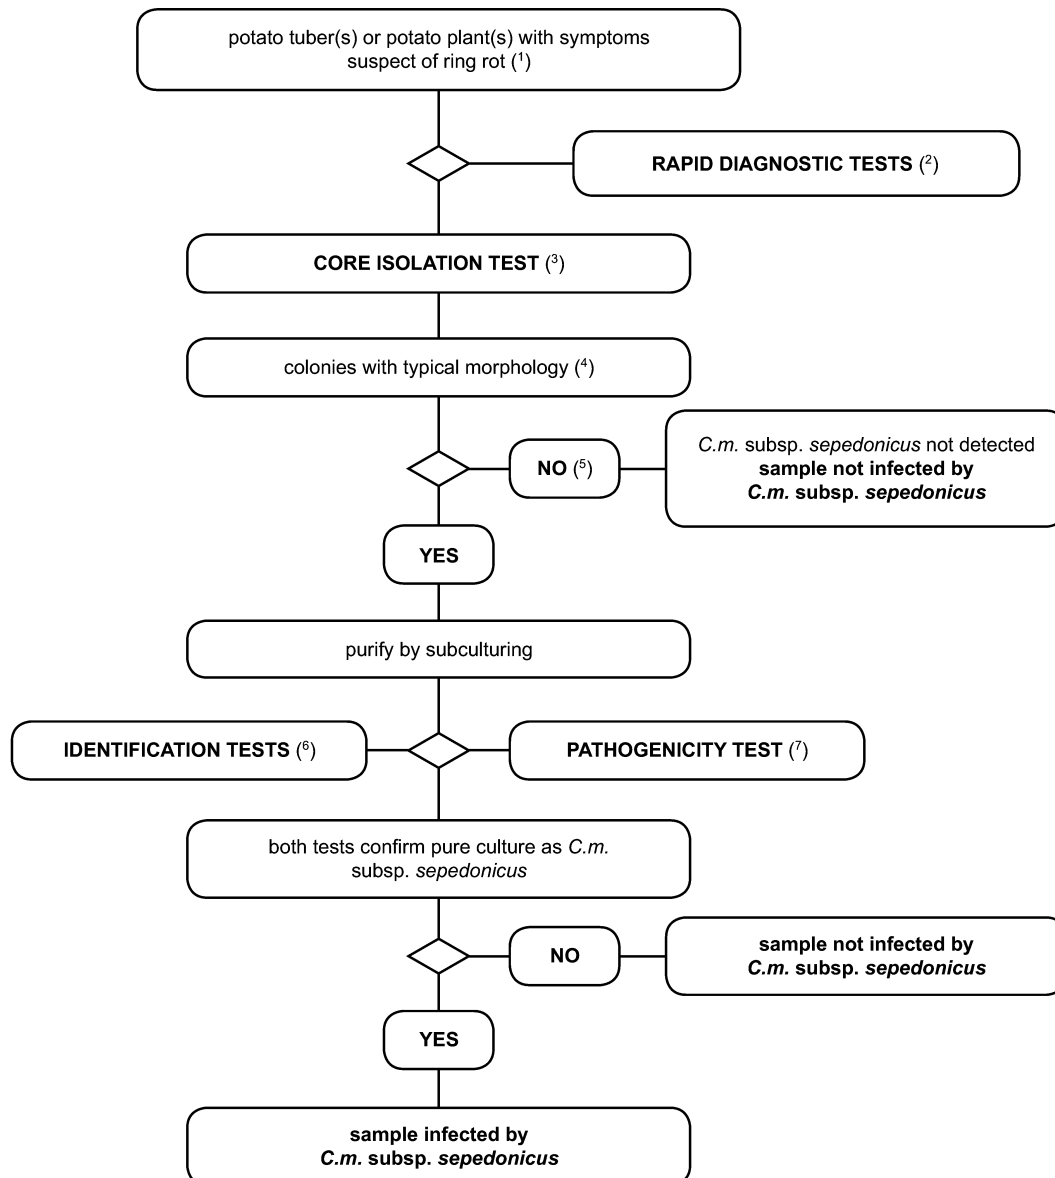 potato tuber(s) or potato plant(s) with symptoms
suspect of ring rot (¹)
RAPID DIAGNOSTIC TESTS (²)
CORE ISOLATION TEST (³)
colonies with typical morphology (⁴)
NO (⁵)
C.m. subsp. sepedonicus not detected
sample not infected by
C.m. subsp. sepedonicus
YES
purify by subculturing
IDENTIFICATION TESTS (⁶)
PATHOGENICITY TEST (⁷)
both tests confirm pure culture as C.m.
subsp. sepedonicus
NO
sample not infected by
C.m. subsp. sepedonicus
YES
sample infected by
C.m. subsp. sepedonicus